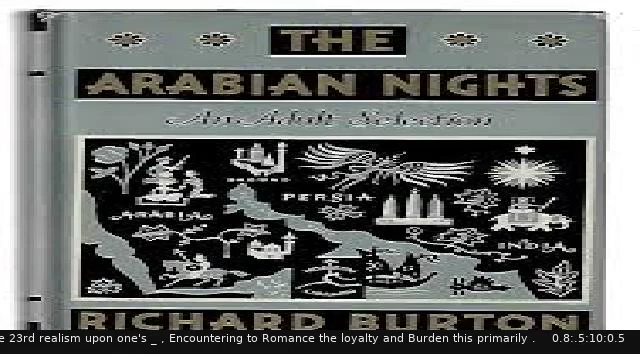 THE
ARABIAN NIGHTS
An Adult Selection
PERSIA
ARABIA
INDIA
RICHARD BURTON
e 23rd realism upon one's _ , Encountering to Romance the loyalty and Burden this primarily . 0.8:.5:10:0.5